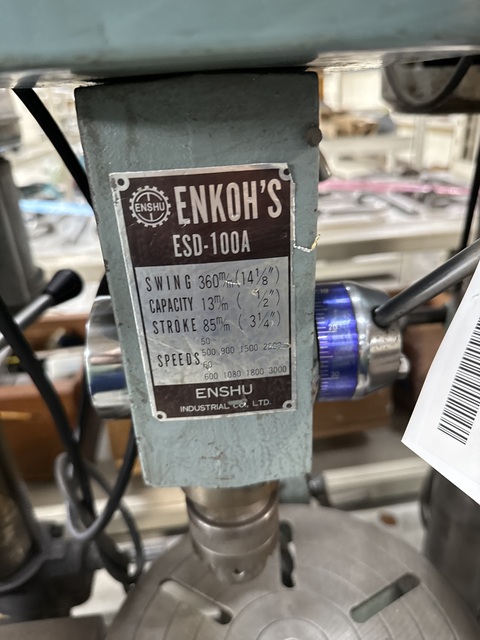 ENSHU
ENKOH'S
ESD-100A
SWING 360m/m (14 1/8")
CAPACITY 13m/m ( 1/2")
STROKE 85m/m ( 3 1/4")
SPEEDS
50~
500 900 1500
60~
600 1080 1800 3000
ENSHU
INDUSTRIAL CO., LTD.
20